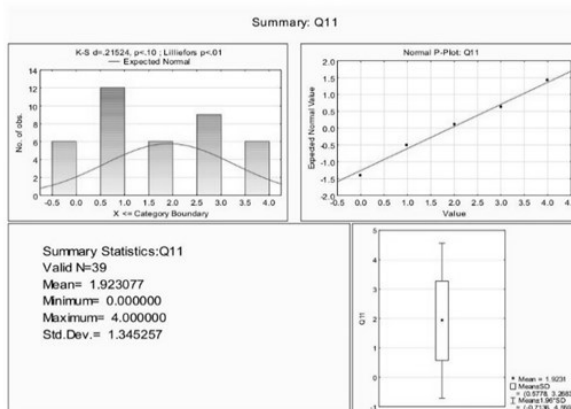 Summary: Q11
K-S d=.21524, p<.10 ; Lilliefors p<.01
Expected Normal
No. of obs.
14
12
10
8
6
4
2
0
-0.5 0.0 0.5 1.0 1.5 2.0 2.5 3.0 3.5 4.0
X <= Category Boundary
Normal P-Plot: Q11
Expected Normal Value
2.0
1.5
1.0
0.5
0.0
-0.5
-1.0
-1.5
-2.0
-0.5 0.0 0.5 1.0 1.5 2.0 2.5 3.0 3.5 4.0 4.5
Value
Summary Statistics:Q11
Valid N=39
Mean= 1.923077
Minimum= 0.000000
Maximum= 4.000000
Std.Dev.= 1.345257
Q11
5
4
3
2
1
0
-1
Mean = 1.9231
Mean±SD
= (0.5778, 3.2683)
Mean±1.96*SD